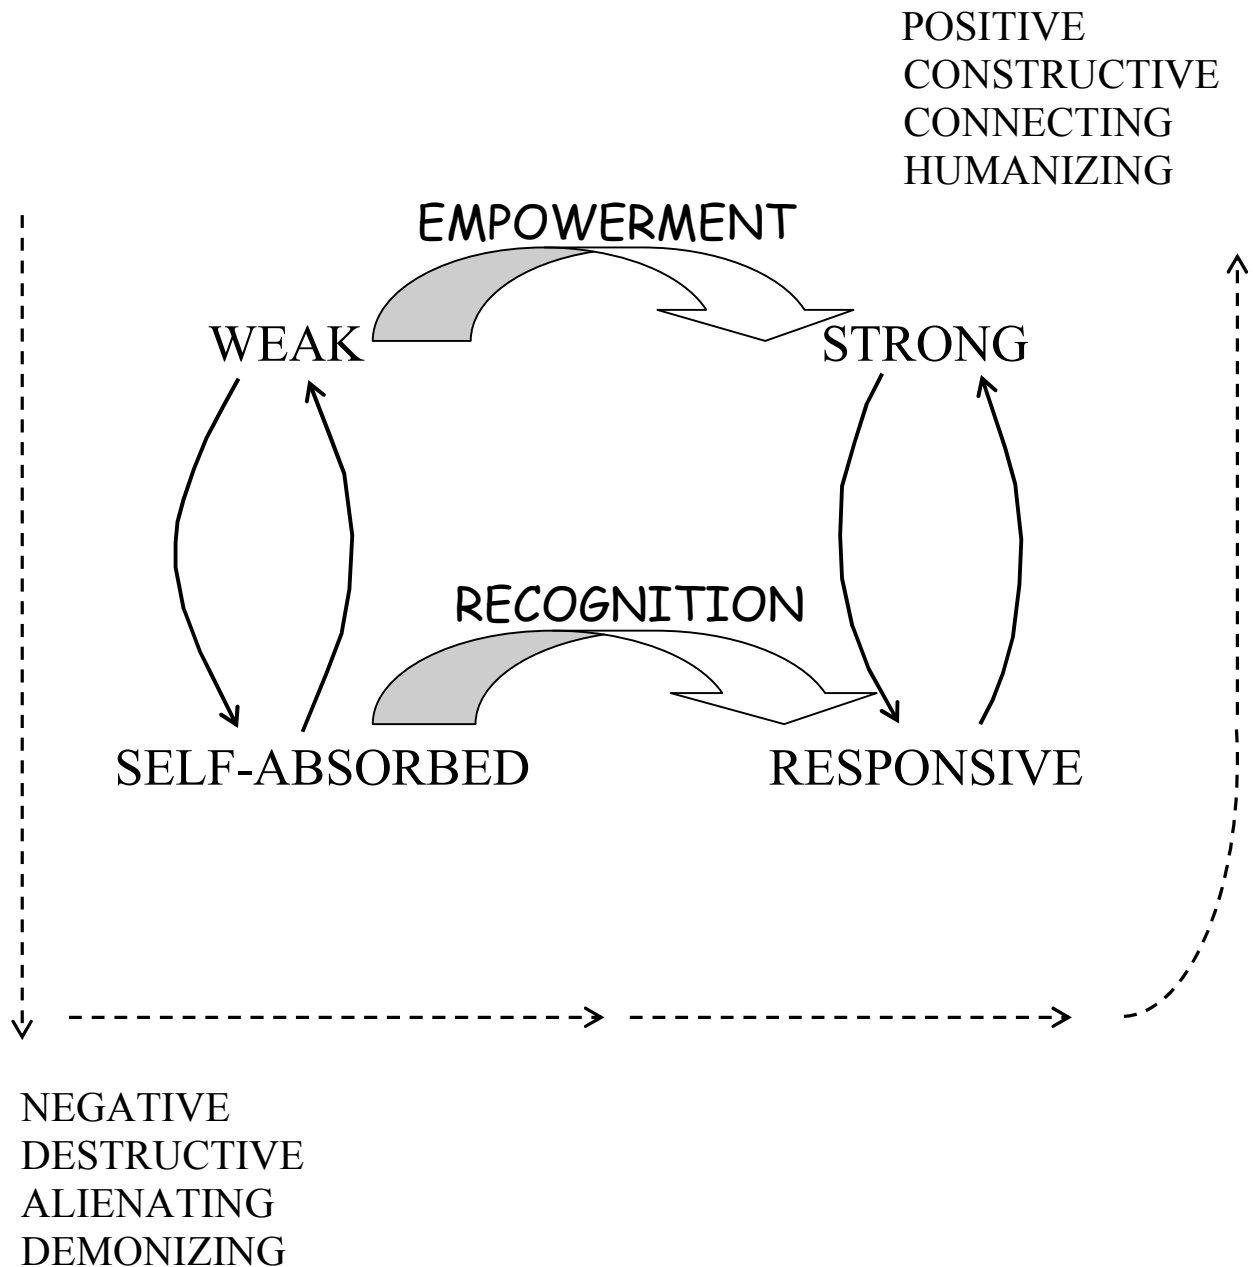 POSITIVE
CONSTRUCTIVE
CONNECTING
HUMANIZING
EMPOWERMENT
WEAK
STRONG
RECOGNITION
SELF-ABSORBED
RESPONSIVE
NEGATIVE
DESTRUCTIVE
ALIENATING
DEMONIZING